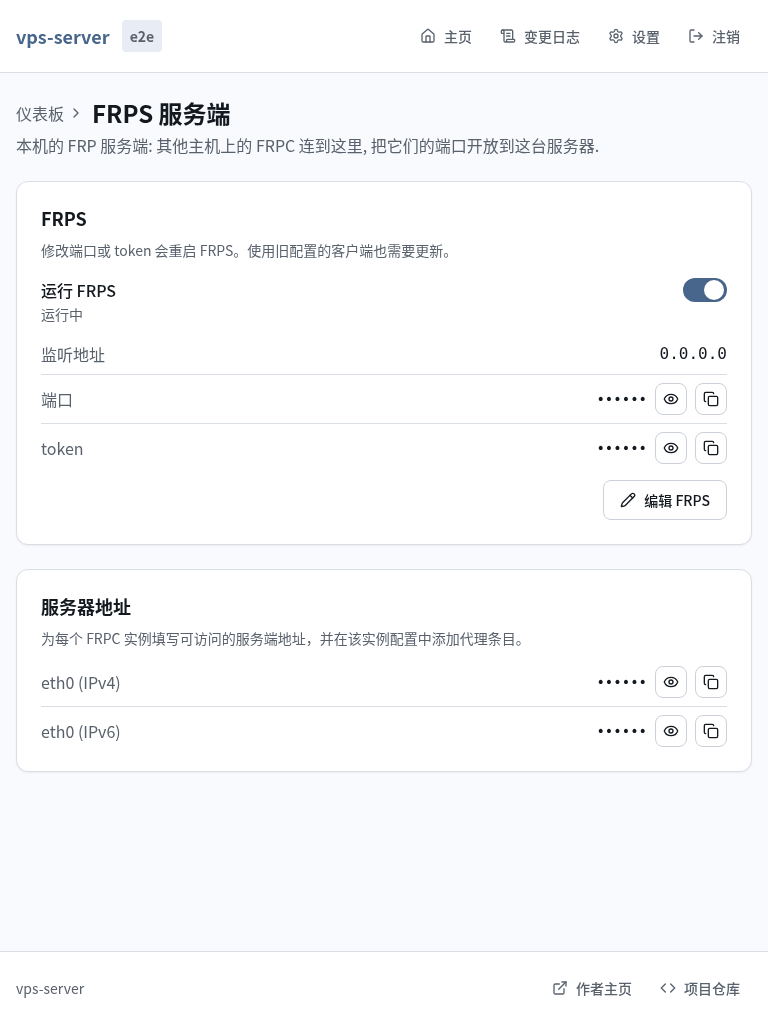 vps-server e2e 主页 变更日志 设置 注销
仪表板 FRPS 服务端
本机的 FRP 服务端: 其他主机上的 FRPC 连到这里, 把它们的端口开放到这台服务器.
FRPS
修改端口或 token 会重启 FRPS。使用旧配置的客户端也需要更新。
运行 FRPS
运行中
监听地址 0.0.0.0
端口 ••••••
token ••••••
编辑 FRPS
服务器地址
为每个 FRPC 实例填写可访问的服务端地址，并在该实例配置中添加代理条目。
eth0 (IPv4) ••••••
eth0 (IPv6) ••••••
vps-server 作者主页 项目仓库